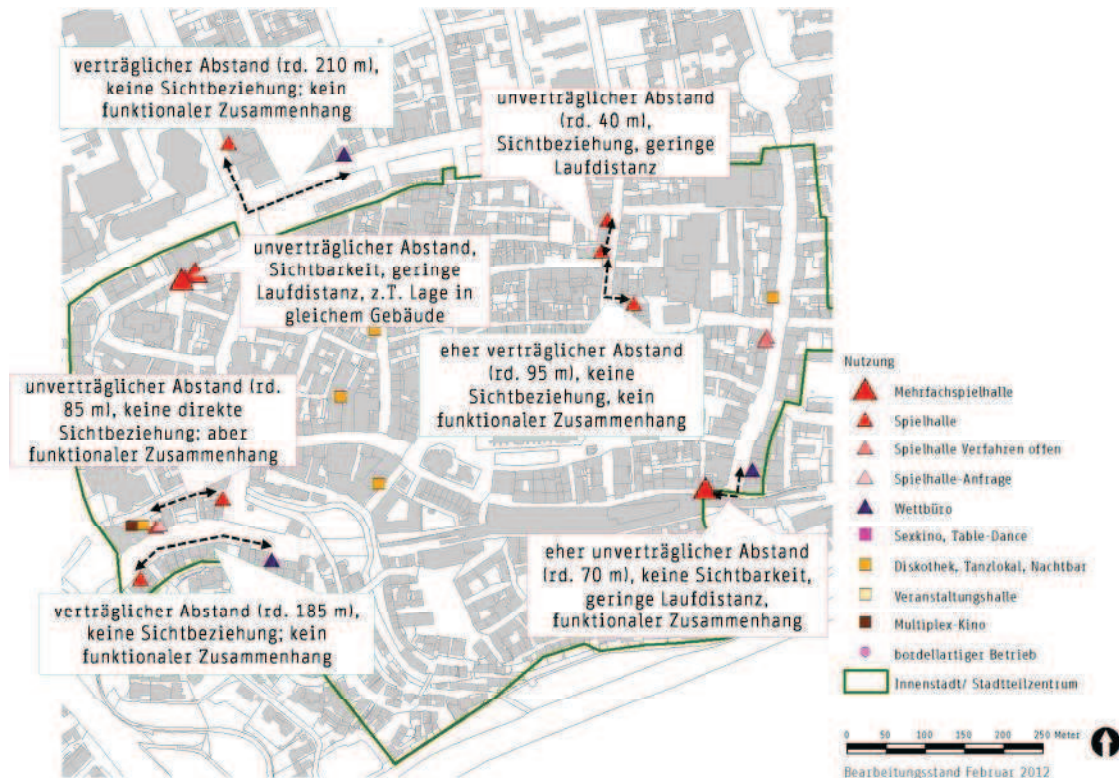 verträglicher Abstand (rd. 210 m),
keine Sichtbeziehung; kein
funktionaler Zusammenhang
unverträglicher Abstand
(rd. 40 m),
Sichtbeziehung, geringe
Laufdistanz
unverträglicher Abstand,
Sichtbarkeit, geringe
Laufdistanz, z.T. Lage in
gleichem Gebäude
eher verträglicher Abstand
(rd. 95 m), keine
Sichtbeziehung, kein
funktionaler Zusammenhang
unverträglicher Abstand (rd.
85 m), keine direkte
Sichtbeziehung; aber
funktionaler Zusammenhang
eher unverträglicher Abstand
(rd. 70 m), keine Sichtbarkeit,
geringe Laufdistanz,
funktionaler Zusammenhang
verträglicher Abstand (rd. 185 m),
keine Sichtbeziehung; kein
funktionaler Zusammenhang
Nutzung
Mehrfachspielhalle
Spielhalle
Spielhalle Verfahren offen
Spielhalle-Anfrage
Wettbüro
Sexkino, Table-Dance
Diskothek, Tanzlokal, Nachtbar
Veranstaltungshalle
Multiplex-Kino
bordellartiger Betrieb
Innenstadt/ Stadtteilzentrum
0 50 100 150 200 250 Meter
Bearbeitungsstand Februar 2012